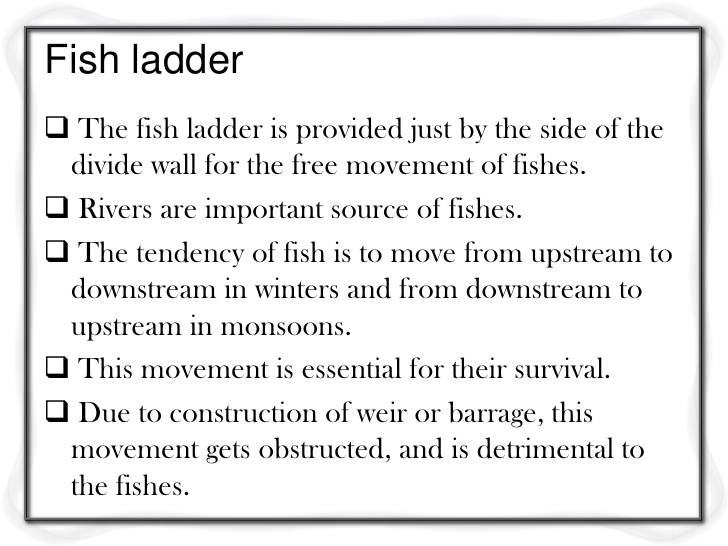 Fish ladder
❑ The fish ladder is provided just by the side of the
divide wall for the free movement of fishes.
❑ Rivers are important source of fishes.
❑ The tendency of fish is to move from upstream to
downstream in winters and from downstream to
upstream in monsoons.
❑ This movement is essential for their survival.
❑ Due to construction of weir or barrage, this
movement gets obstructed, and is detrimental to
the fishes.